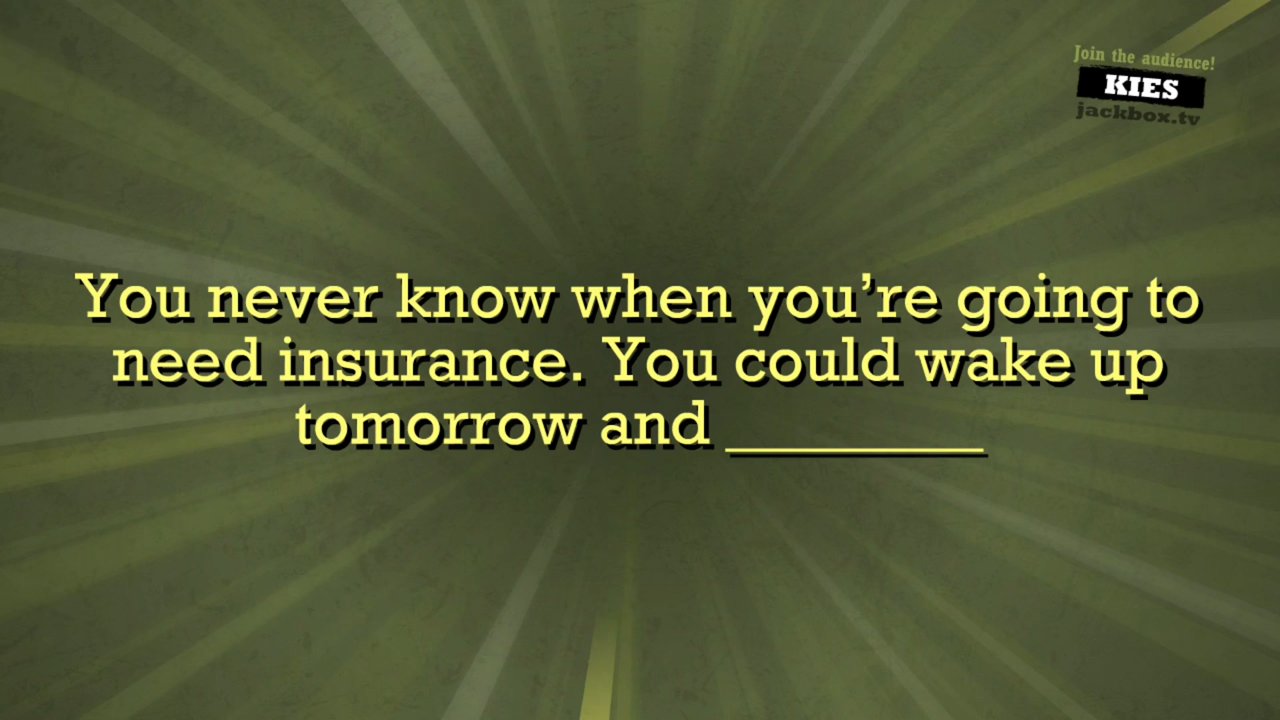 Join the audience!
KIES
jackbox.tv
You never know when you’re going to
need insurance. You could wake up
tomorrow and ________